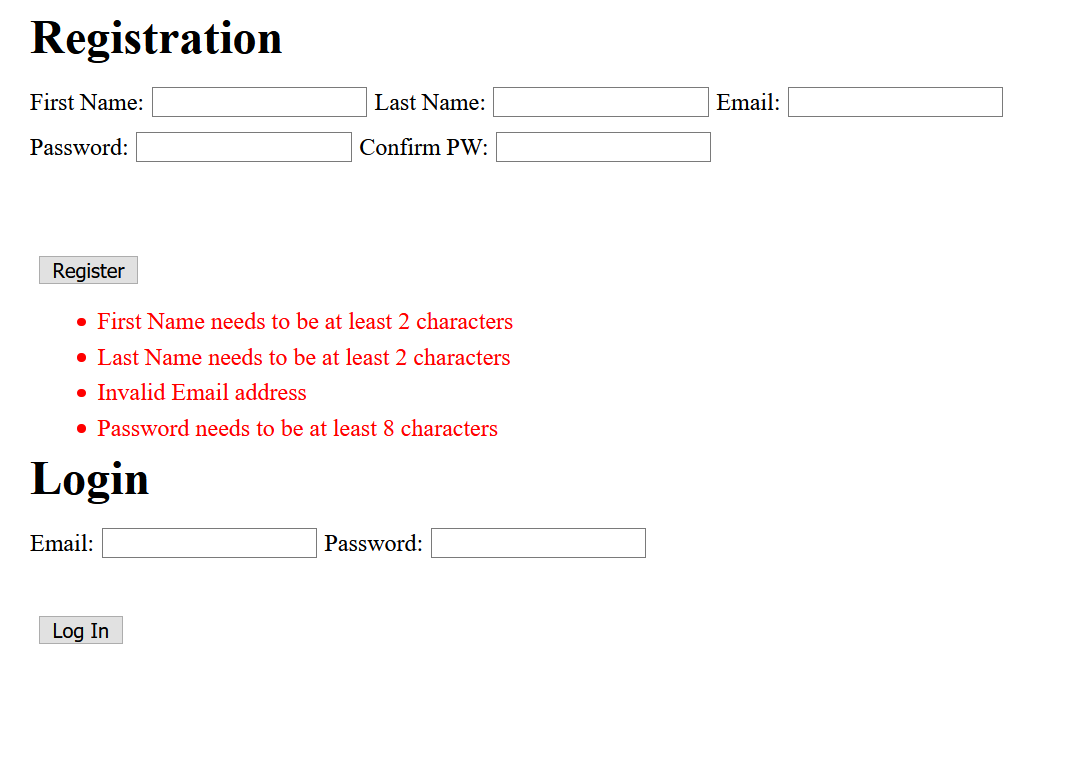 Registration
First Name: Last Name: Email:
Password: Confirm PW:
Register
First Name needs to be at least 2 characters
Last Name needs to be at least 2 characters
Invalid Email address
Password needs to be at least 8 characters
Login
Email: Password:
Log In